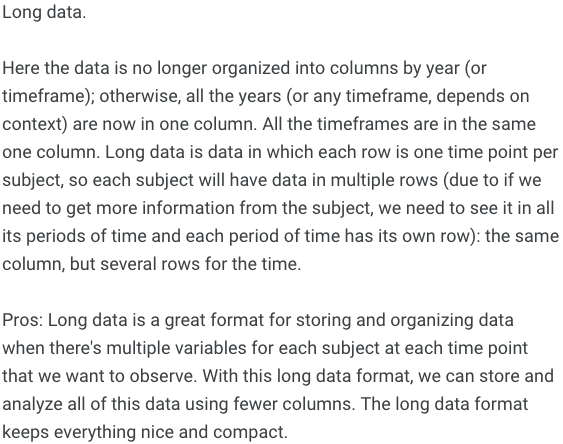 Long data.
Here the data is no longer organized into columns by year (or
timeframe); otherwise, all the years (or any timeframe, depends on
context) are now in one column. All the timeframes are in the same
one column. Long data is data in which each row is one time point per
subject, so each subject will have data in multiple rows (due to if we
need to get more information from the subject, we need to see it in all
its periods of time and each period of time has its own row): the same
column, but several rows for the time.
Pros: Long data is a great format for storing and organizing data
when there's multiple variables for each subject at each time point
that we want to observe. With this long data format, we can store and
analyze all of this data using fewer columns. The long data format
keeps everything nice and compact.